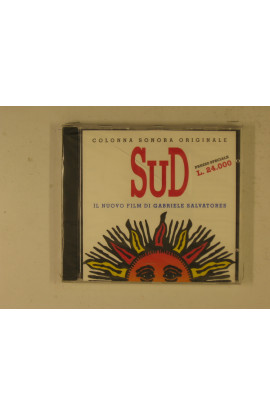 COLONNA SONORA ORIGINALE
PREZZO SPECIALE
L. 24.000
SUD
IL NUOVO FILM DI GABRIELE SALVATORES